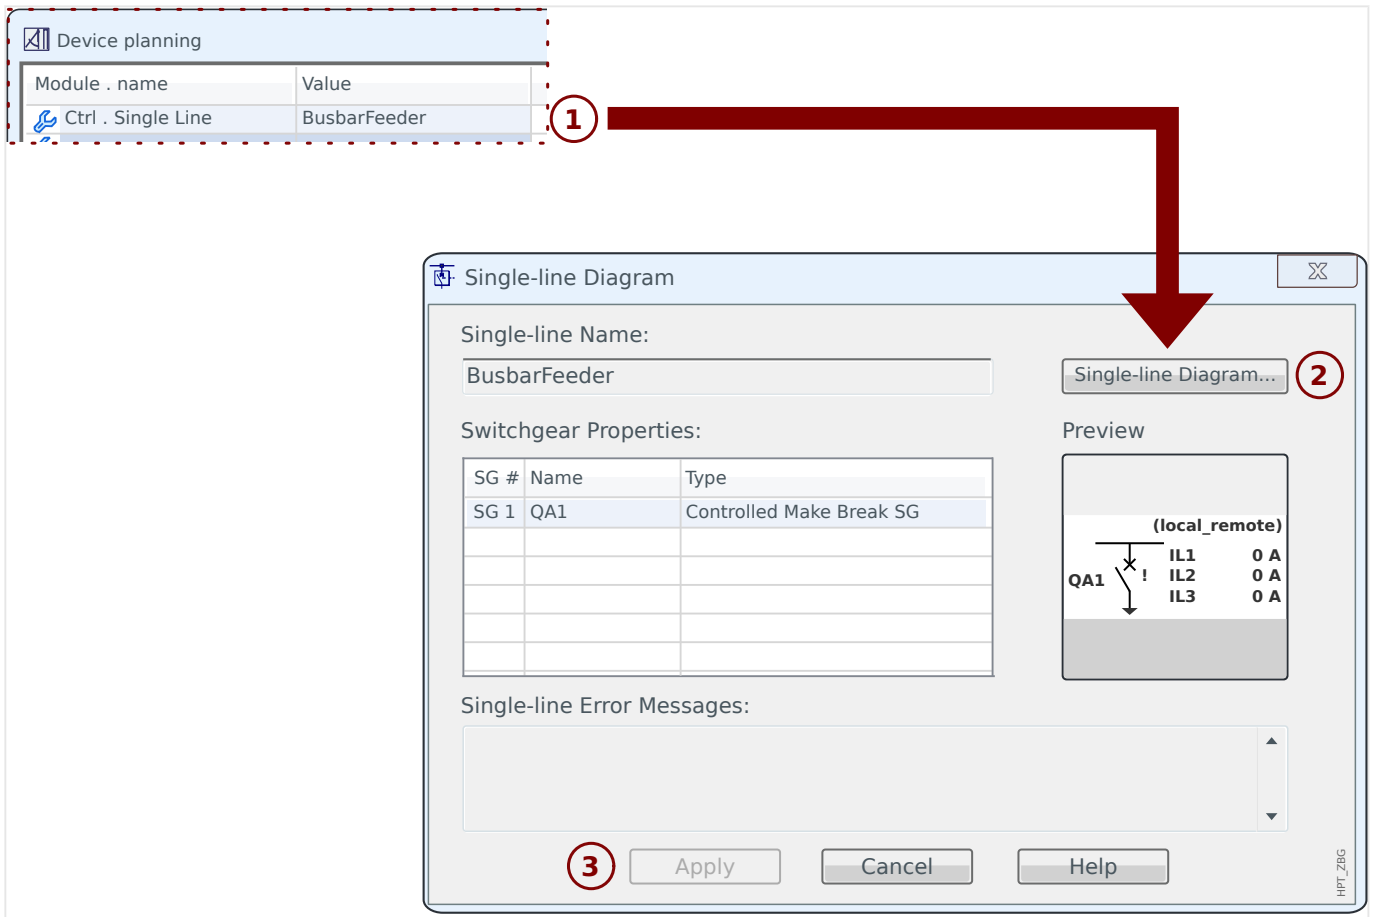 Device planning
Module . name Value
Ctrl . Single Line BusbarFeeder
1
Single-line Diagram
X
Single-line Name:
BusbarFeeder
Single-line Diagram...
2
Switchgear Properties:
Preview
SG # Name Type
SG 1 QA1 Controlled Make Break SG
(local_remote)
IL1 0 A
QA1 ! IL2 0 A
IL3 0 A
Single-line Error Messages:
3
Apply Cancel Help
HPT_ZBG